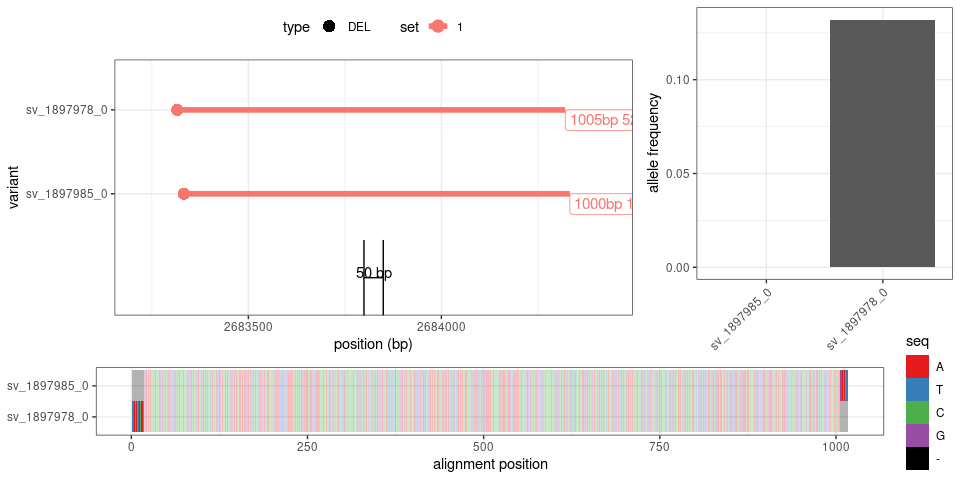 type DEL set 1
variant
sv_1897978_0
1005bp 52
sv_1897985_0
1000bp 1
50 bp
2683500 2684000
position (bp)
allele frequency
0.10
0.05
0.00
sv_1897985_0 sv_1897978_0
sv_1897985_0
sv_1897978_0
0 250 500 750 1000
alignment position
seq
A
T
C
G
-